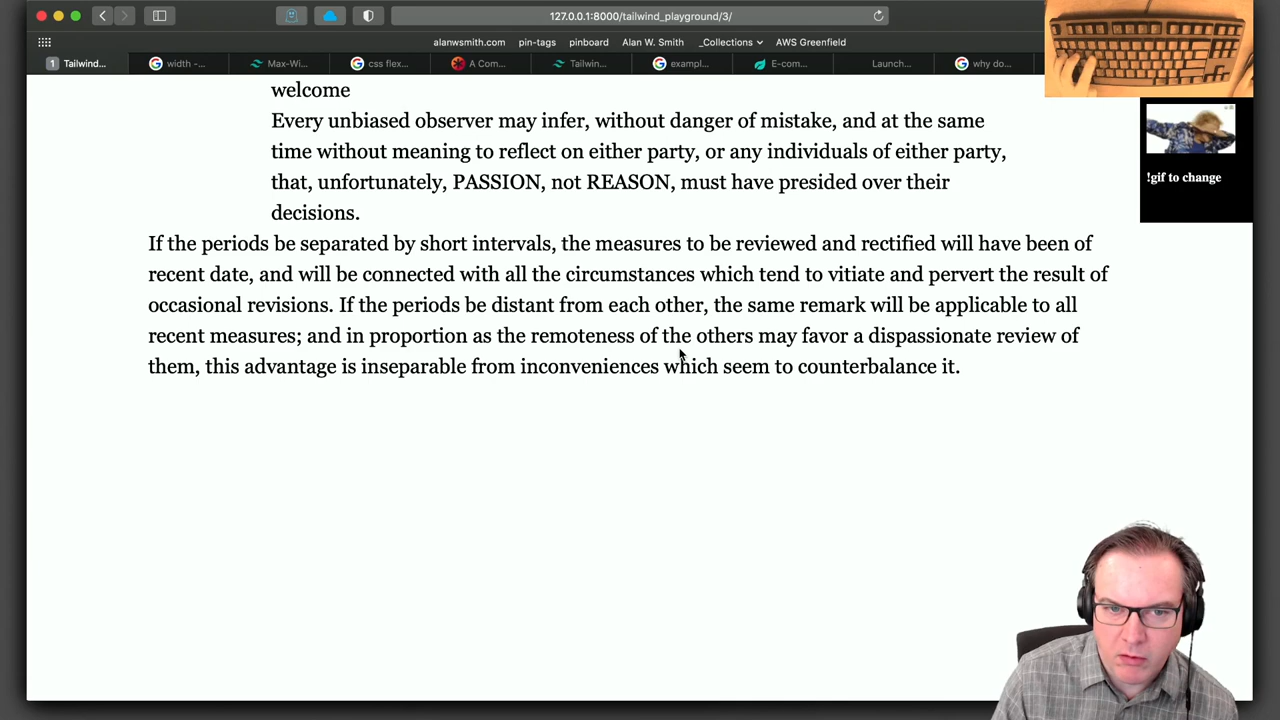 127.0.0.1:8000/tailwind_playground/3/
alanwsmith.com pin-tags pinboard Alan W. Smith _Collections AWS Greenfield
1 Tailwind... width -... Max-Wi... css flex... A Com... Tailwin... exampl... E-com... Launch... why do...
!gif to change
welcome
Every unbiased observer may infer, without danger of mistake, and at the same
time without meaning to reflect on either party, or any individuals of either party,
that, unfortunately, PASSION, not REASON, must have presided over their
decisions.
If the periods be separated by short intervals, the measures to be reviewed and rectified will have been of
recent date, and will be connected with all the circumstances which tend to vitiate and pervert the result of
occasional revisions. If the periods be distant from each other, the same remark will be applicable to all
recent measures; and in proportion as the remoteness of the others may favor a dispassionate review of
them, this advantage is inseparable from inconveniences which seem to counterbalance it.